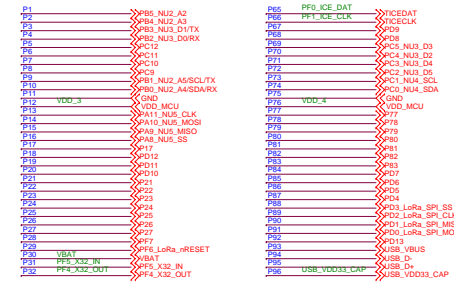 P1 PB5_NU2_A2
P2 PB4_NU2_A3
P3 PB3_NU3_D1/TX
P4 PB2_NU3_D0/RX
P5 PC12
P6 PC11
P7 PC10
P8 PC9
P9 PB1_NU2_A5/SCL/TX
P10 PB0_NU2_A4/SDA/RX
P11 GND
P12 VDD_3 VDD_MCU
P13 PA11_NU5_CLK
P14 PA10_NU5_MOSI
P15 PA9_NU5_MISO
P16 PA8_NU5_SS
P17 P17
P18 PD12
P19 PD11
P20 PD10
P21 P21
P22 P22
P23 P23
P24 P24
P25 P25
P26 P26
P27 P27
P28 PF7
P29 PF6_LoRa_nRESET
P30 VBAT VBAT
P31 PF5_X32_IN PF5_X32_IN
P32 PF4_X32_OUT PF4_X32_OUT
P65 PF0_ICE_DAT TICEDAT
P66 PF1_ICE_CLK TICECLK
P67 PD9
P68 PD8
P69 PC5_NU3_D3
P70 PC4_NU3_D2
P71 PC3_NU3_D4
P72 PC2_NU3_D5
P73 PC1_NU4_SCL
P74 PC0_NU4_SDA
P75 GND
P76 VDD_4 VDD_MCU
P77 P77
P78 P78
P79 P79
P80 P80
P81 P81
P82 P82
P83 P83
P84 PD7
P85 PD6
P86 PD5
P87 PD4
P88 PD3_LoRa_SPI_SS
P89 PD2_LoRa_SPI_CLK
P90 PD1_LoRa_SPI_MIS
P91 PD0_LoRa_SPI_MO
P92 PD13
P93 USB_VBUS
P94 USB_D-
P95 USB_D+
P96 USB_VDD33_CAP USB_VDD33_CAP